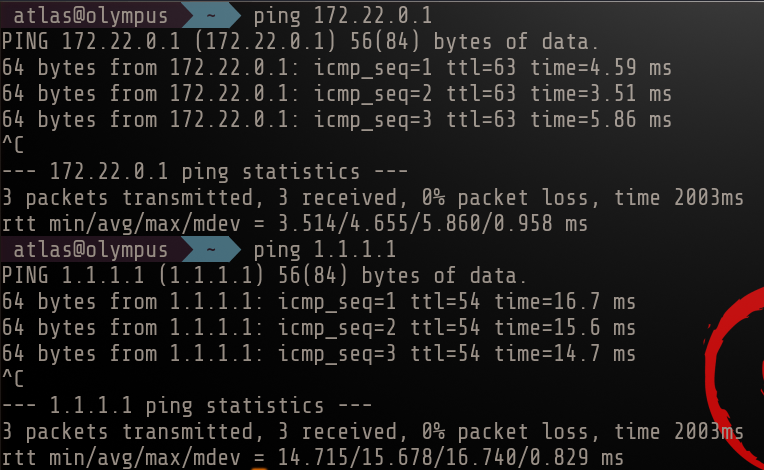 atlas@olympus ~ ping 172.22.0.1
PING 172.22.0.1 (172.22.0.1) 56(84) bytes of data.
64 bytes from 172.22.0.1: icmp_seq=1 ttl=63 time=4.59 ms
64 bytes from 172.22.0.1: icmp_seq=2 ttl=63 time=3.51 ms
64 bytes from 172.22.0.1: icmp_seq=3 ttl=63 time=5.86 ms
^C
--- 172.22.0.1 ping statistics ---
3 packets transmitted, 3 received, 0% packet loss, time 2003ms
rtt min/avg/max/mdev = 3.514/4.655/5.860/0.958 ms
atlas@olympus ~ ping 1.1.1.1
PING 1.1.1.1 (1.1.1.1) 56(84) bytes of data.
64 bytes from 1.1.1.1: icmp_seq=1 ttl=54 time=16.7 ms
64 bytes from 1.1.1.1: icmp_seq=2 ttl=54 time=15.6 ms
64 bytes from 1.1.1.1: icmp_seq=3 ttl=54 time=14.7 ms
^C
--- 1.1.1.1 ping statistics ---
3 packets transmitted, 3 received, 0% packet loss, time 2003ms
rtt min/avg/max/mdev = 14.715/15.678/16.740/0.829 ms